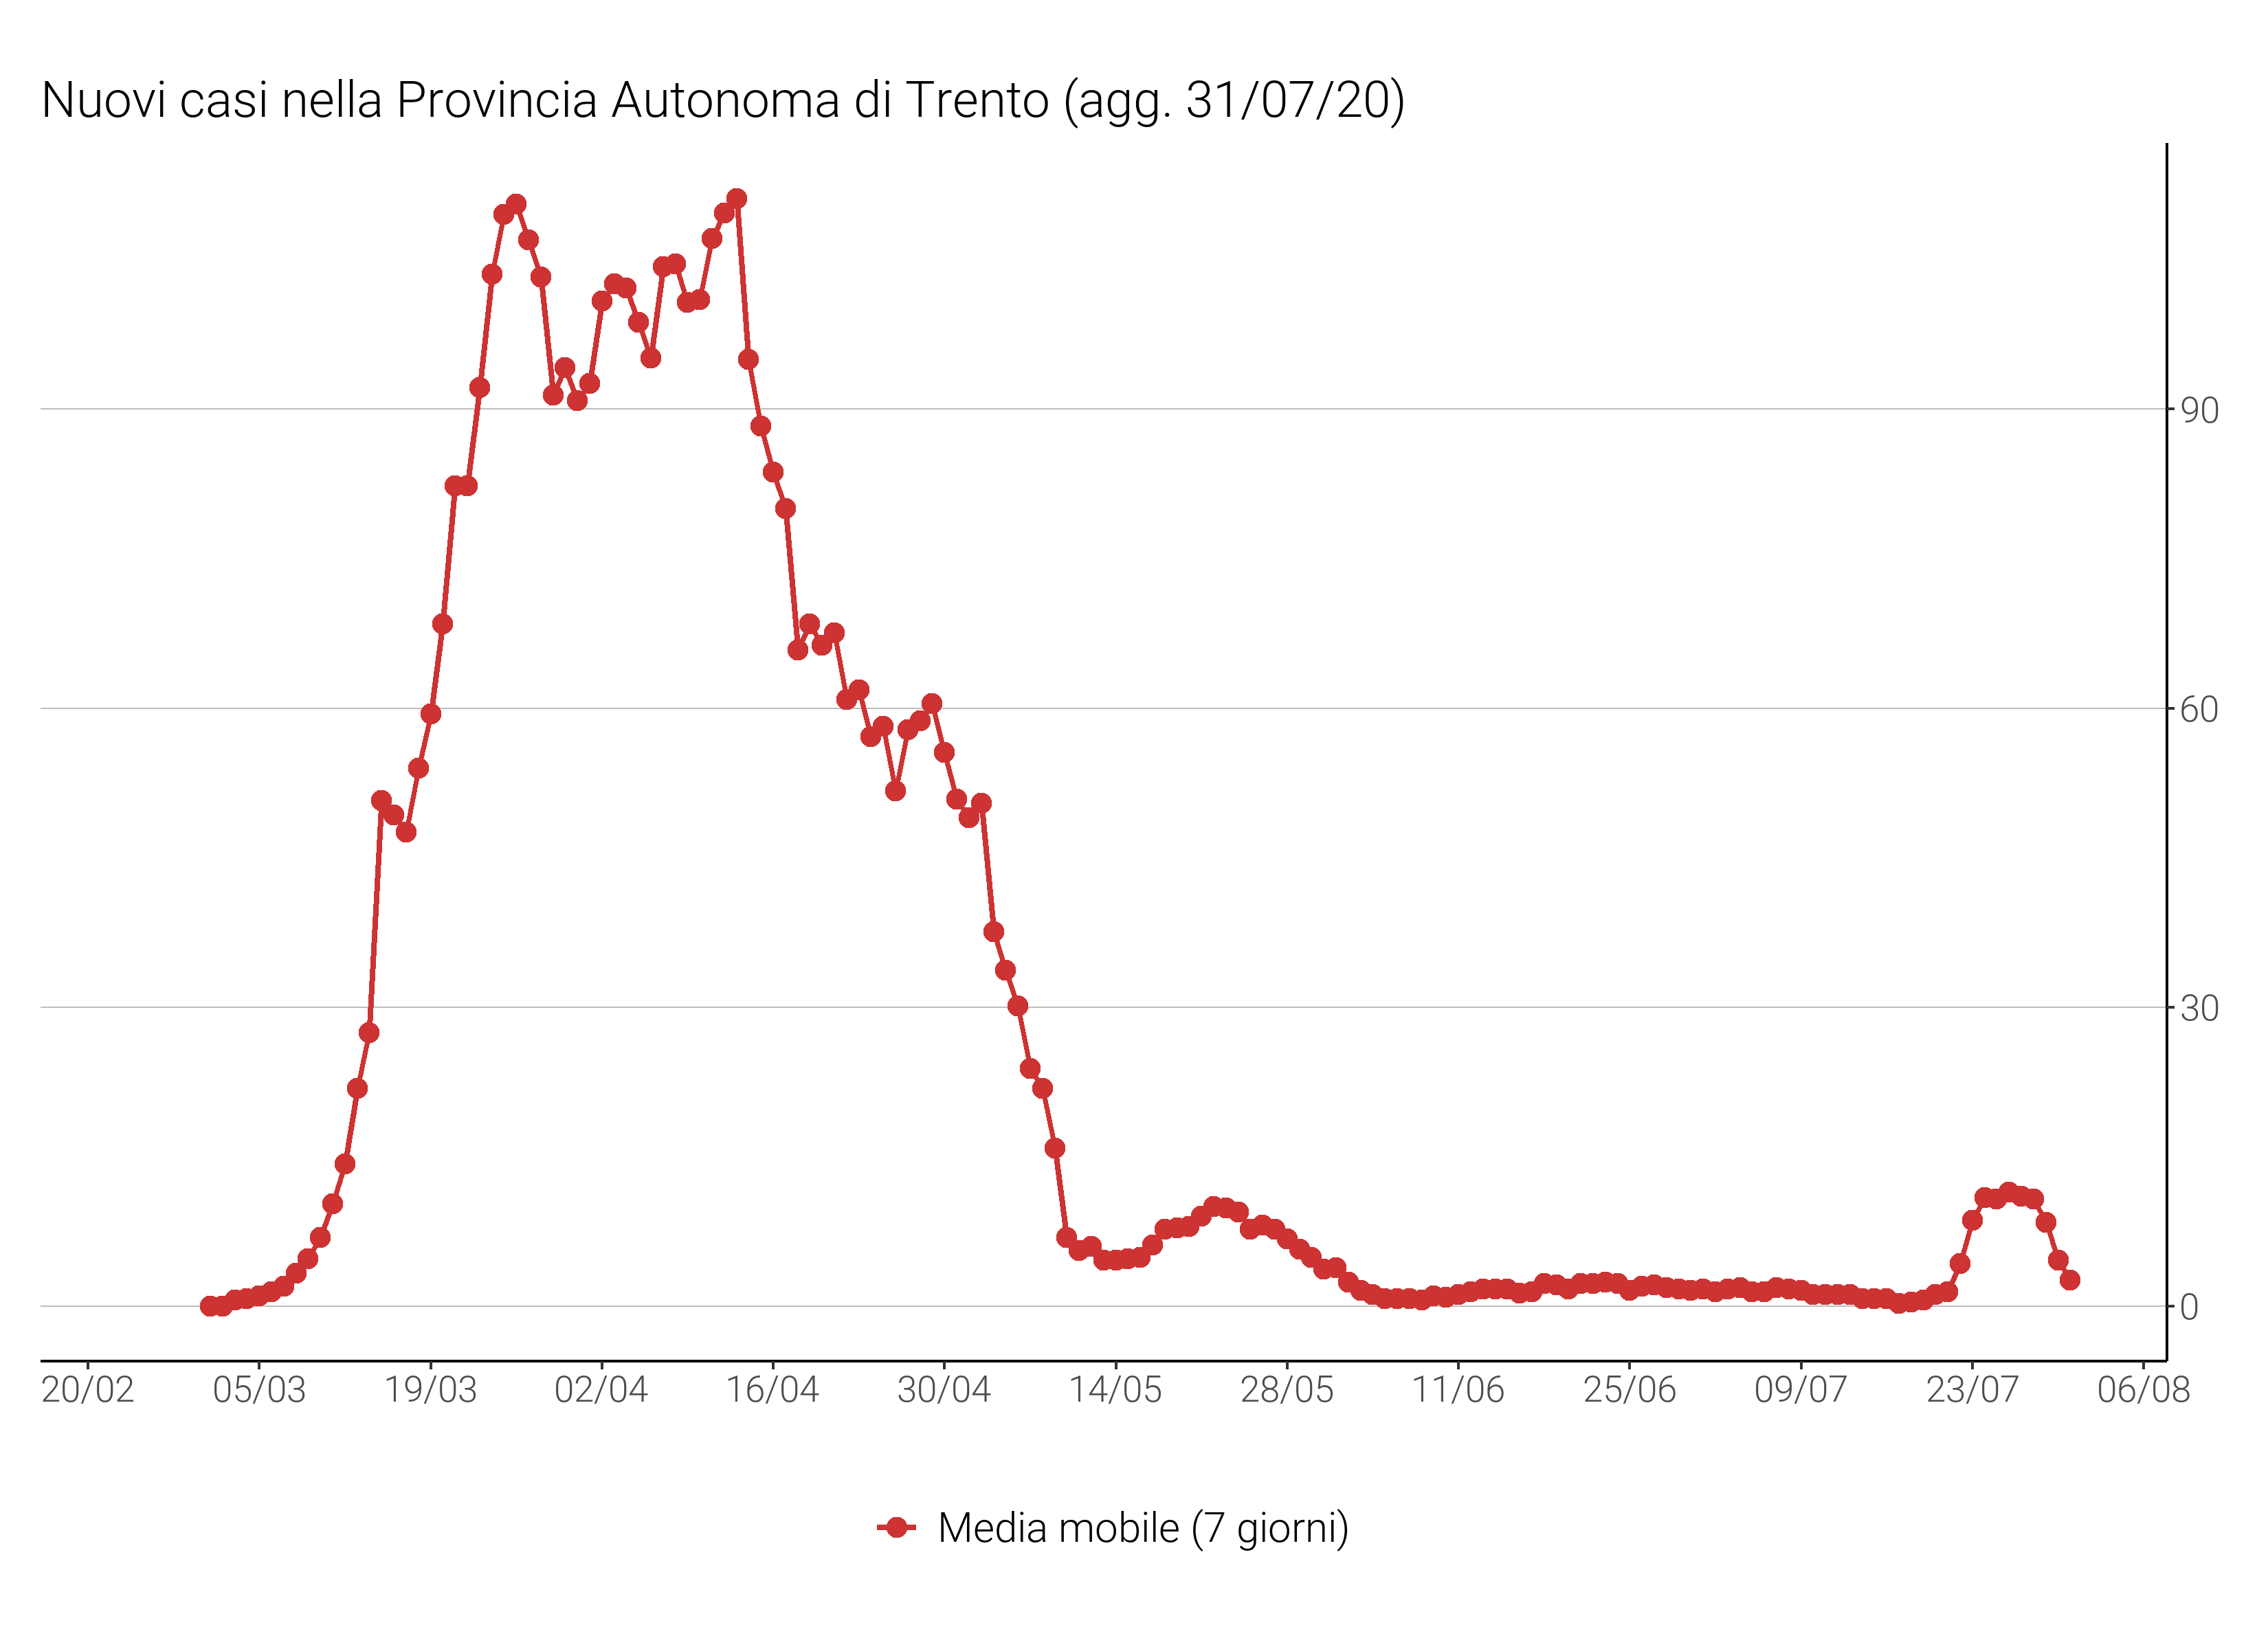 Nuovi casi nella Provincia Autonoma di Trento (agg. 31/07/20)
90
60
30
0
20/02 05/03 19/03 02/04 16/04 30/04 14/05 28/05 11/06 25/06 09/07 23/07 06/08
Media mobile (7 giorni)